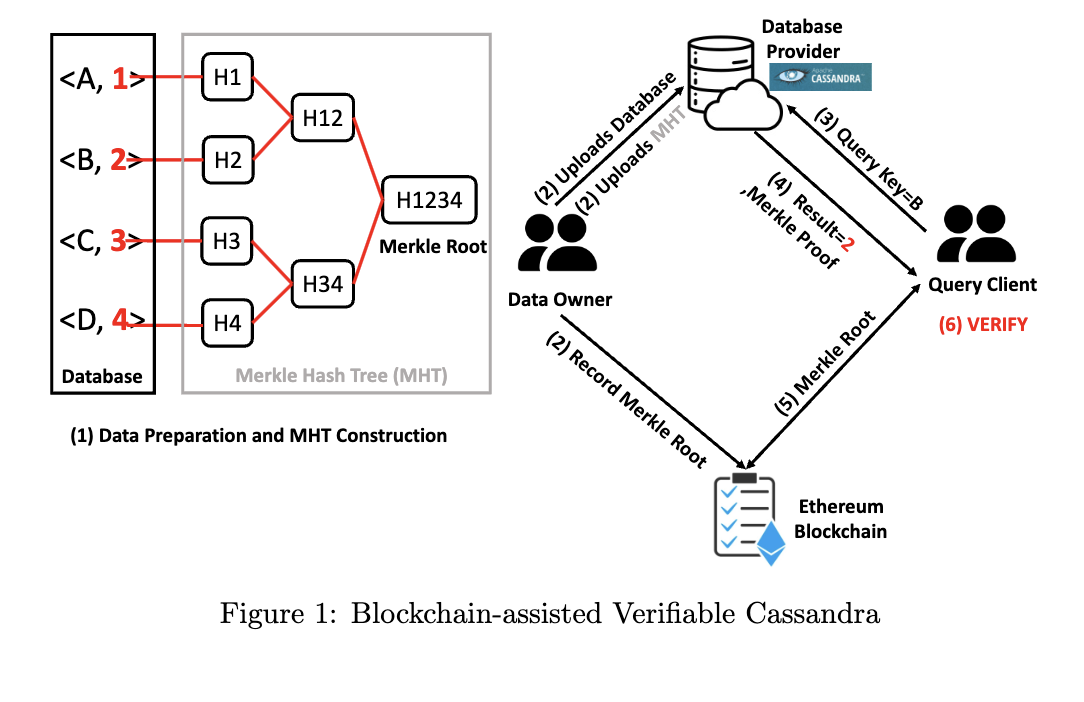 <A, 1>
<B, 2>
<C, 3>
<D, 4>
Database
H1
H2
H3
H4
H12
H34
H1234
Merkle Root
Merkle Hash Tree (MHT)
(1) Data Preparation and MHT Construction
Database
Provider
Apache
CASSANDRA
(2) Uploads Database
(2) Uploads MHT
(3) Query Key=B
(4) Result=2
,Merkle Proof
Data Owner
Query Client
(6) VERIFY
(2) Record Merkle Root
(5) Merkle Root
Ethereum
Blockchain
Figure 1: Blockchain-assisted Verifiable Cassandra